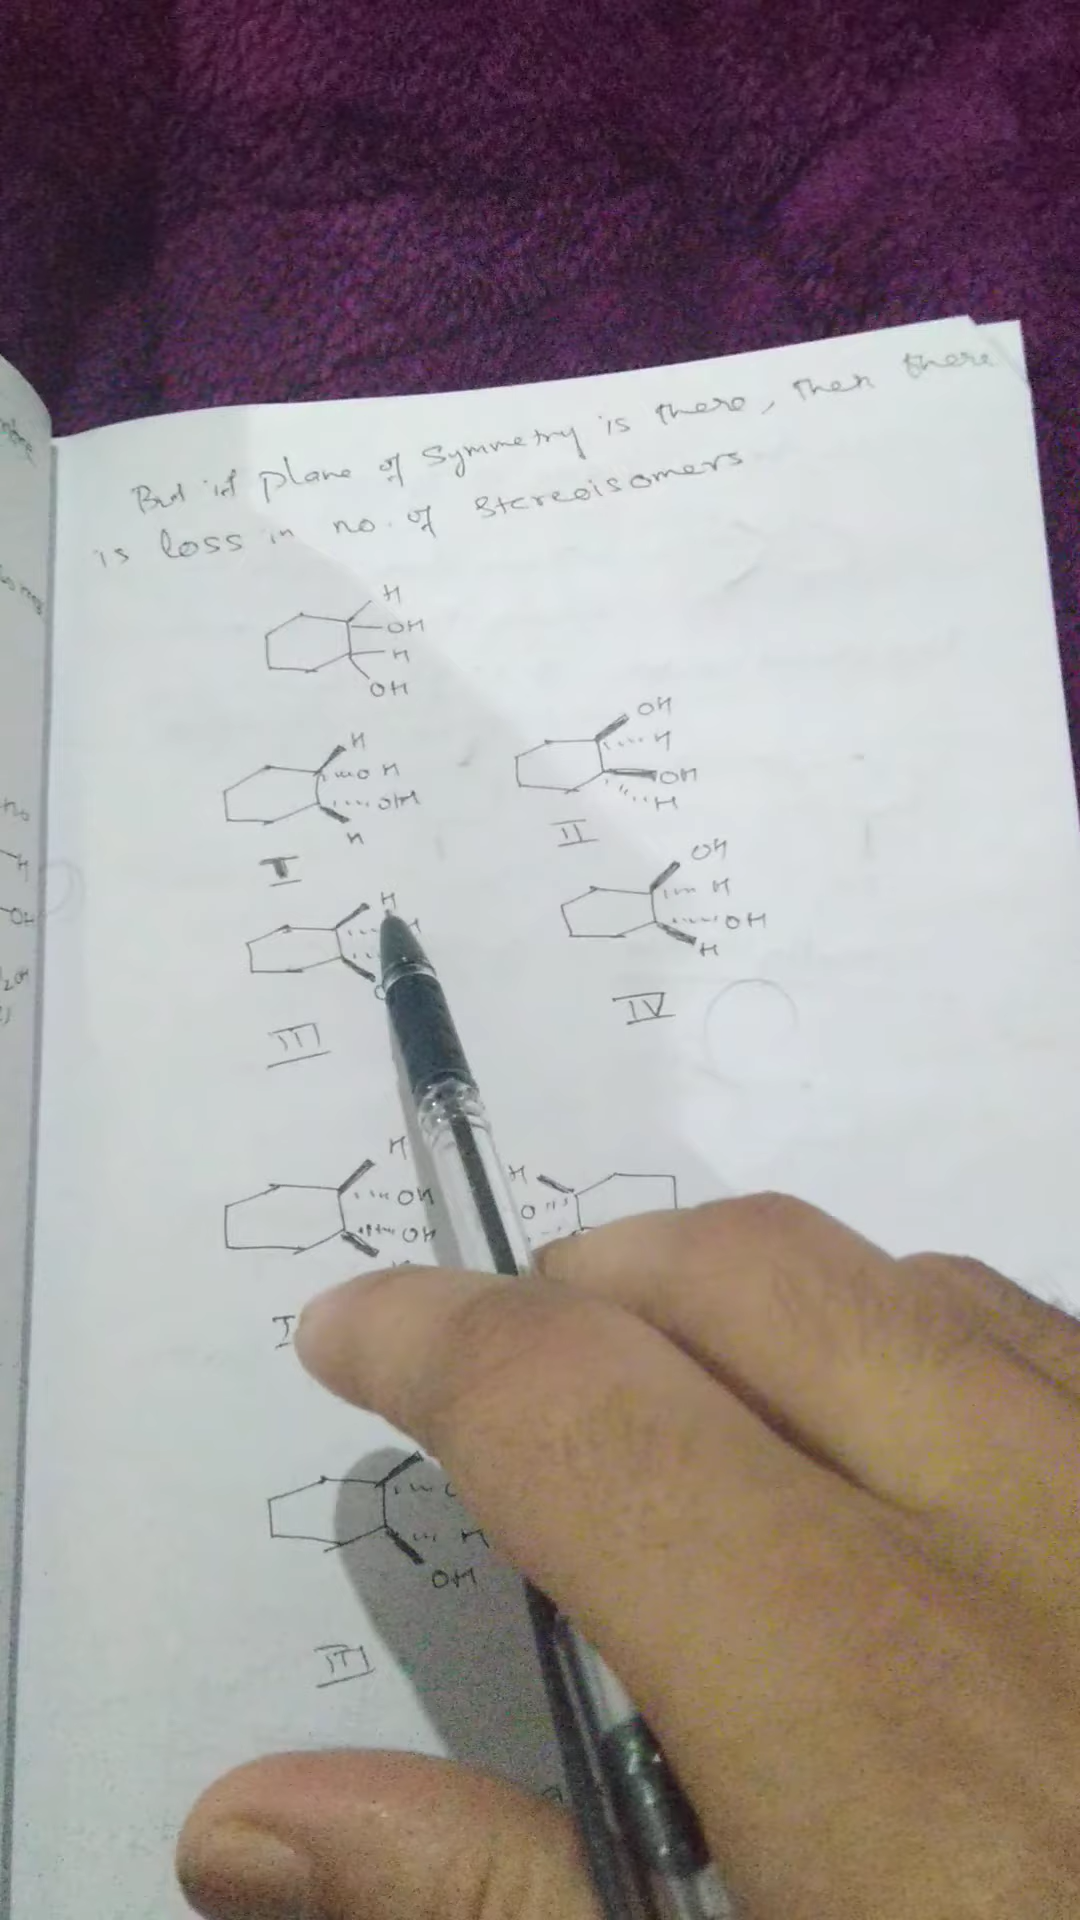 But if plane of symmetry is there, then there
is loss in no. of stereoisomers
H
OH
H
OH
H
OH
OH
H
I
OH
H
OH
H
II
H
III
OH
H
OH
H
IV
H
OH
OH
I
H
O
H
OH
III